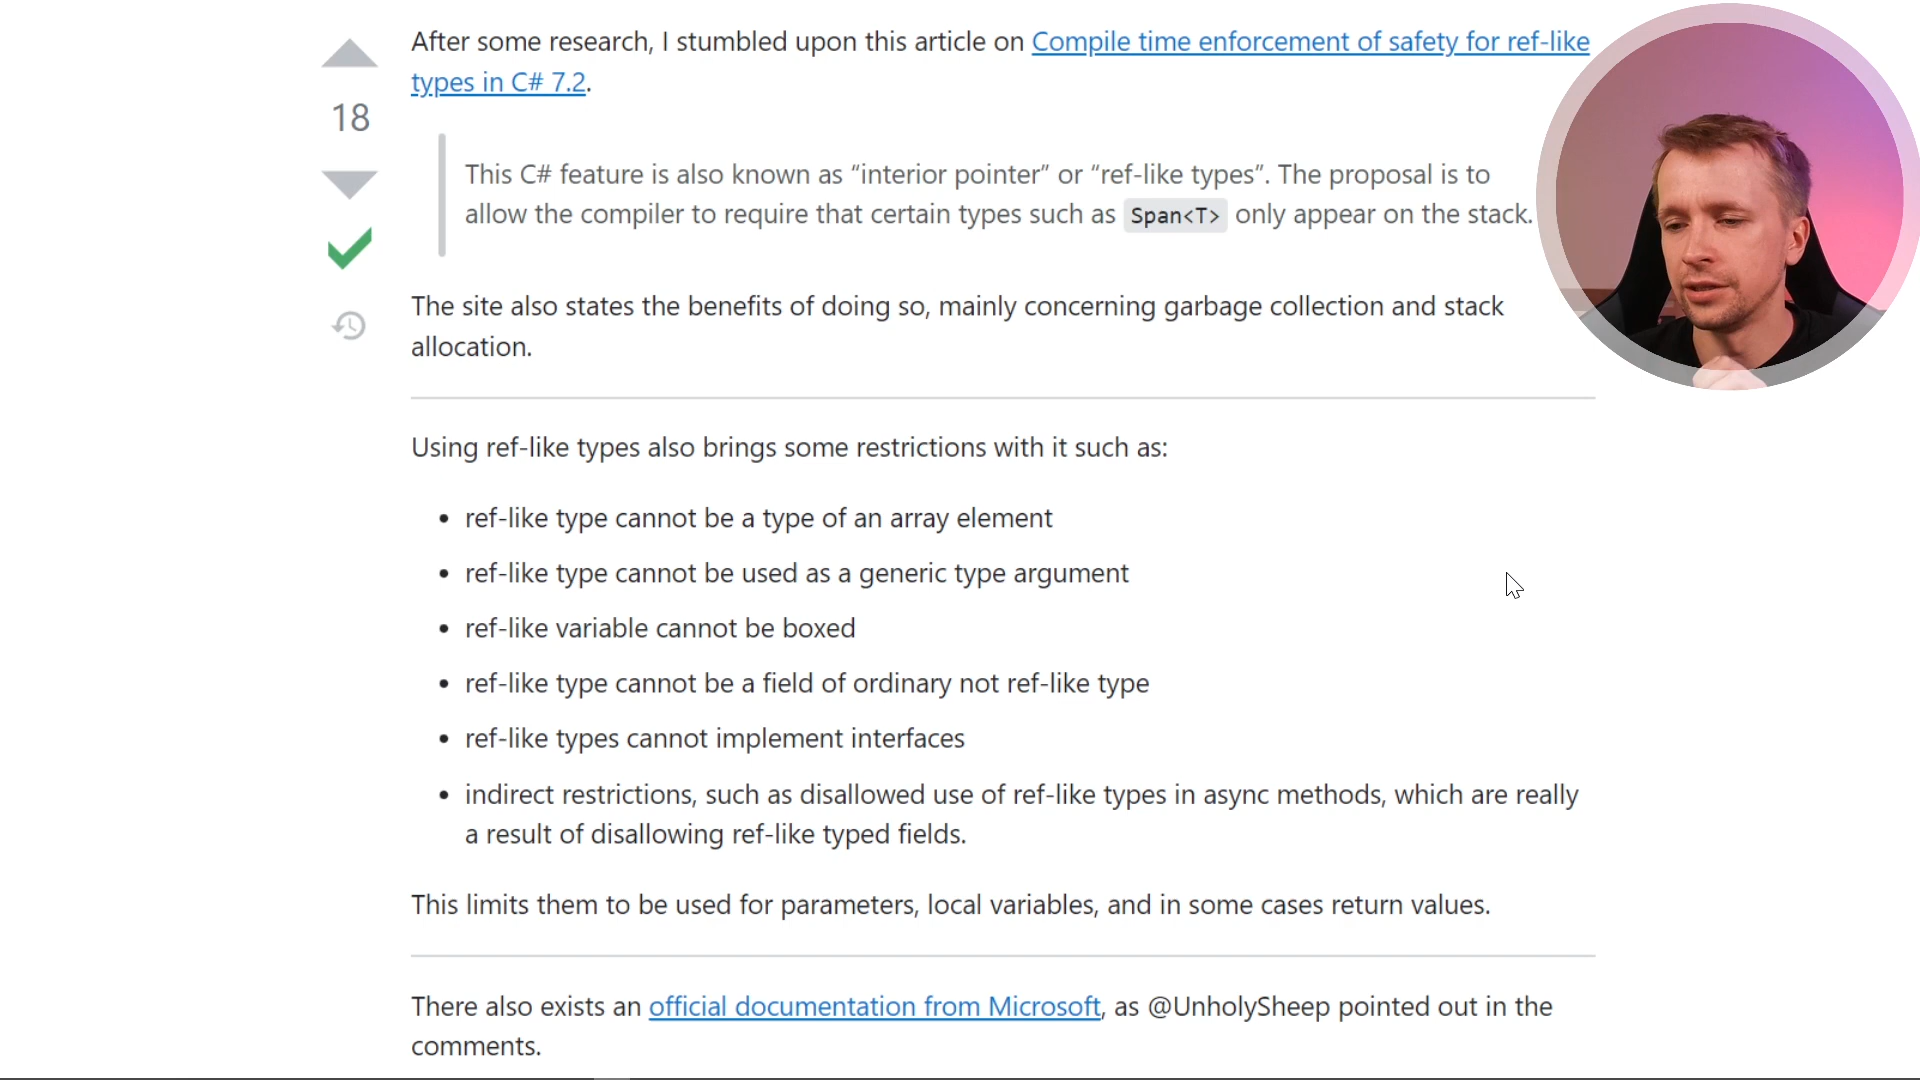 After some research, I stumbled upon this article on Compile time enforcement of safety for ref-like
types in C# 7.2.
18
This C# feature is also known as “interior pointer” or “ref-like types”. The proposal is to
allow the compiler to require that certain types such as Span<T> only appear on the stack.
The site also states the benefits of doing so, mainly concerning garbage collection and stack
allocation.
Using ref-like types also brings some restrictions with it such as:
• ref-like type cannot be a type of an array element
• ref-like type cannot be used as a generic type argument
• ref-like variable cannot be boxed
• ref-like type cannot be a field of ordinary not ref-like type
• ref-like types cannot implement interfaces
• indirect restrictions, such as disallowed use of ref-like types in async methods, which are really
a result of disallowing ref-like typed fields.
This limits them to be used for parameters, local variables, and in some cases return values.
There also exists an official documentation from Microsoft, as @UnholySheep pointed out in the
comments.